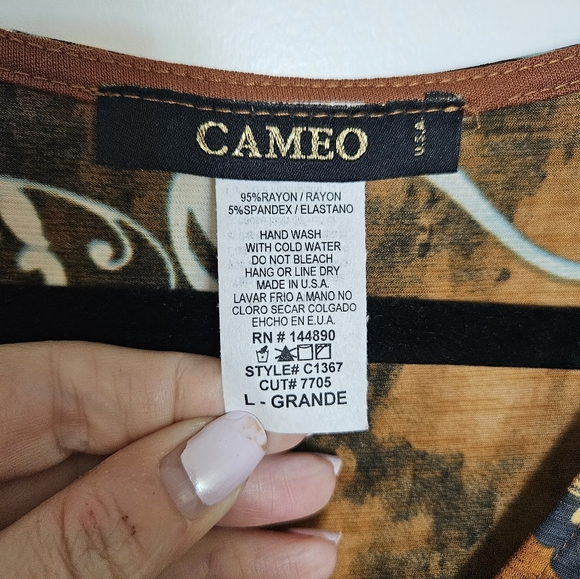 CAMEO
U.S.A
95%RAYON / RAYON
5%SPANDEX / ELASTANO
HAND WASH
WITH COLD WATER
DO NOT BLEACH
HANG OR LINE DRY
MADE IN U.S.A.
LAVAR FRIO A MANO NO
CLORO SECAR COLGADO
EHCHO EN E.U.A.
RN # 144890
STYLE# C1367
CUT# 7705
L - GRANDE